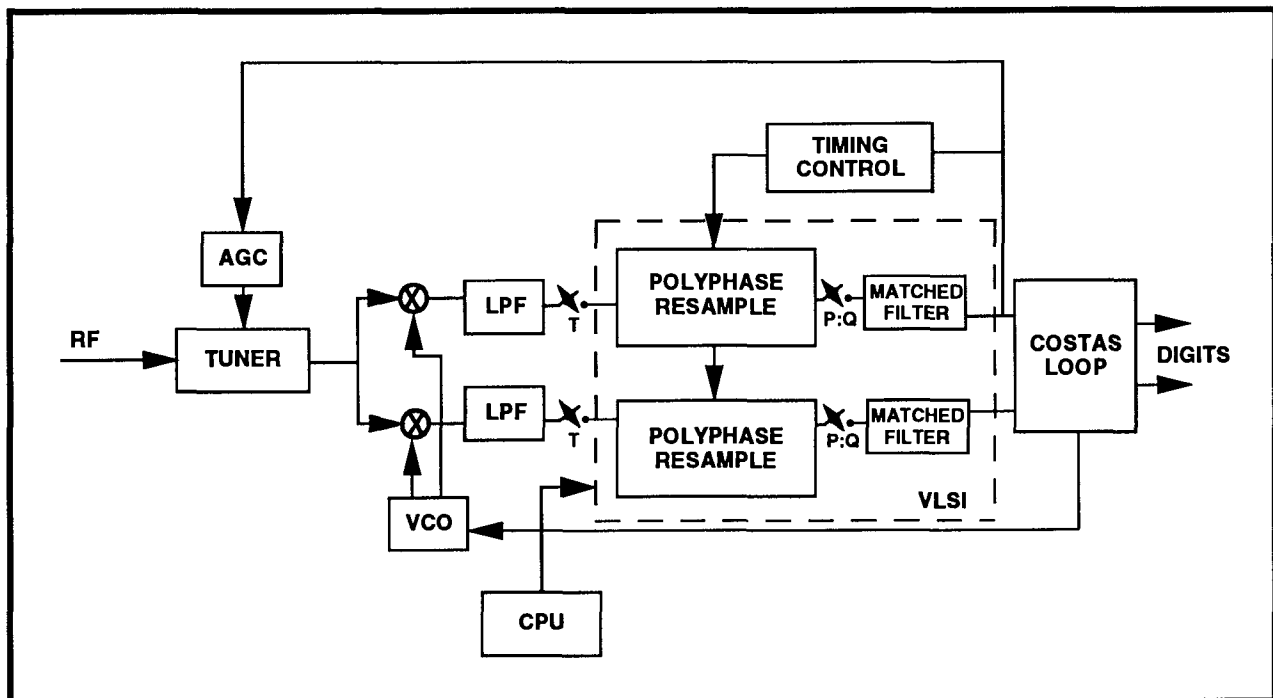 TIMING
CONTROL
AGC
RF
TUNER
X
LPF
T
POLYPHASE
RESAMPLE
P:Q
MATCHED
FILTER
COSTAS
LOOP
DIGITS
X
LPF
T
POLYPHASE
RESAMPLE
P:Q
MATCHED
FILTER
VLSI
VCO
CPU